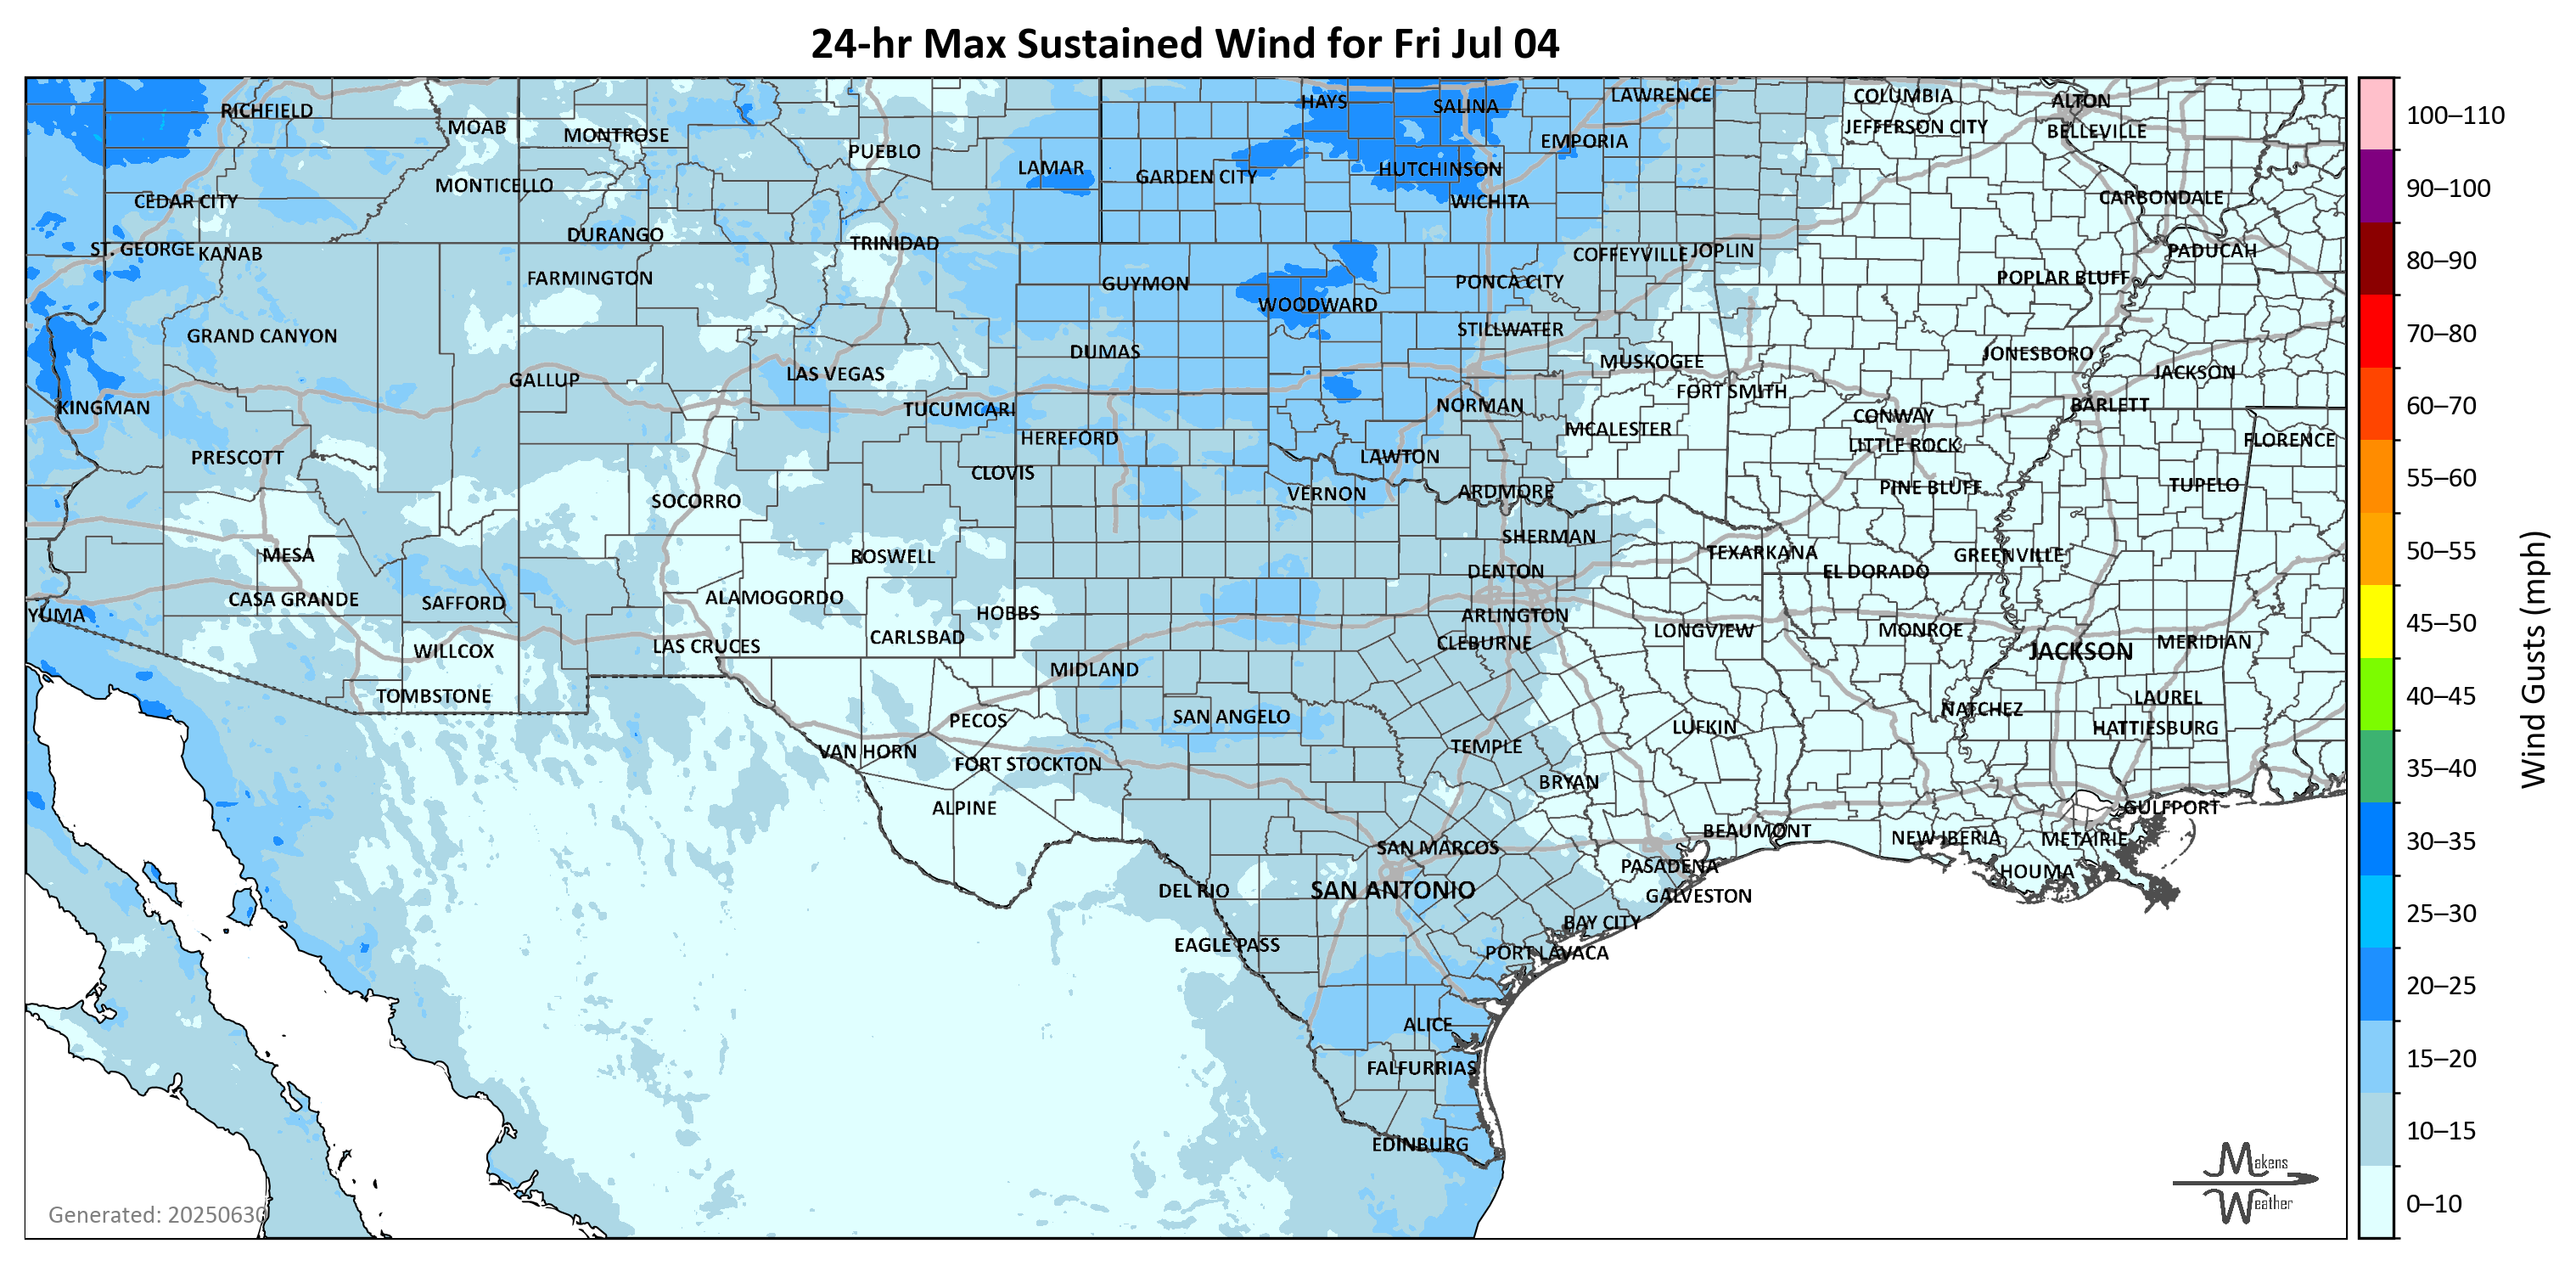 24-hr Max Sustained Wind for Fri Jul 04
RICHFIELD
MOAB
MONTROSE
PUEBLO
LAMAR
HAYS
SALINA
LAWRENCE
COLUMBIA
ALTON
EMPORIA
JEFFERSON CITY
BELLEVILLE
MONTICELLO
GARDEN CITY
HUTCHINSON
WICHITA
CEDAR CITY
CARBONDALE
DURANGO
TRINIDAD
ST. GEORGE
KANAB
COFFEYVILLE
JOPLIN
PADUCAH
FARMINGTON
GUYMON
PONCA CITY
POPLAR BLUFF
WOODWARD
GRAND CANYON
STILLWATER
DUMAS
MUSKOGEE
JONESBORO
GALLUP
LAS VEGAS
JACKSON
FORT SMITH
KINGMAN
TUCUMCARI
NORMAN
BARLETT
CONWAY
MCALESTER
HEREFORD
LITTLE ROCK
FLORENCE
PRESCOTT
LAWTON
CLOVIS
SOCORRO
VERNON
ARDMORE
PINE BLUFF
TUPELO
SHERMAN
MESA
ROSWELL
TEXARKANA
GREENVILLE
DENTON
EL DORADO
CASA GRANDE
SAFFORD
ALAMOGORDO
YUMA
HOBBS
ARLINGTON
LAS CRUCES
CARLSBAD
CLEBURNE
LONGVIEW
MONROE
MERIDIAN
WILLCOX
JACKSON
MIDLAND
TOMBSTONE
LAUREL
PECOS
SAN ANGELO
NATCHEZ
LUFKIN
HATTIESBURG
VAN HORN
FORT STOCKTON
TEMPLE
BRYAN
ALPINE
GULFPORT
BEAUMONT
NEW IBERIA
METAIRIE
SAN MARCOS
PASADENA
HOUMA
DEL RIO
SAN ANTONIO
GALVESTON
BAY CITY
EAGLE PASS
PORT LAVACA
ALICE
FALFURRIAS
EDINBURG
Generated: 20250630
Makens
Weather
100–110
90–100
80–90
70–80
60–70
55–60
50–55
45–50
40–45
35–40
30–35
25–30
20–25
15–20
10–15
0–10
Wind Gusts (mph)